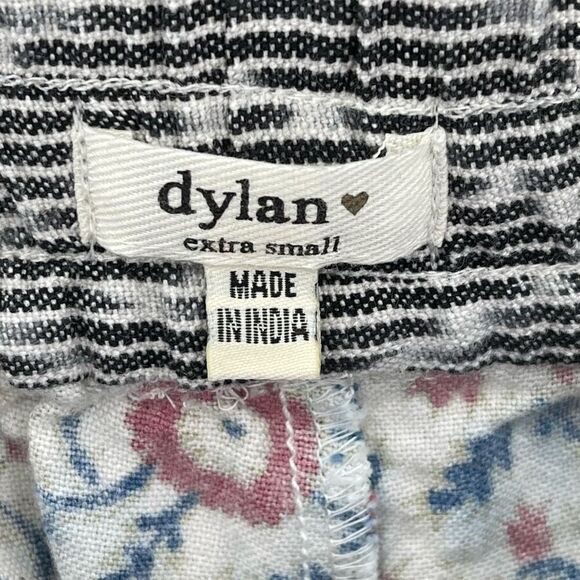 dylan ♥
extra small
MADE
IN INDIA